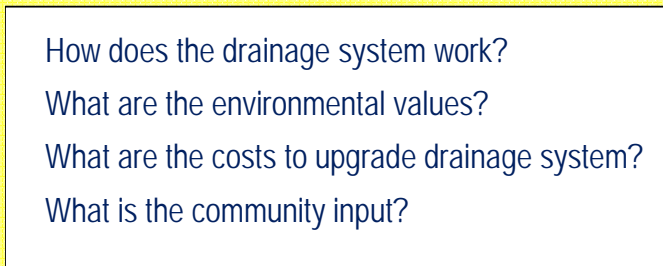 How does the drainage system work?
What are the environmental values?
What are the costs to upgrade drainage system?
What is the community input?